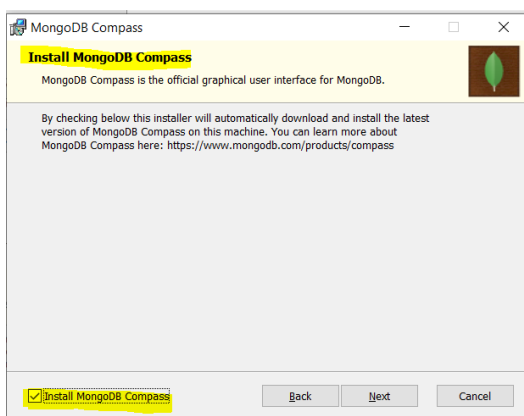 MongoDB Compass
Install MongoDB Compass
MongoDB Compass is the official graphical user interface for MongoDB.
By checking below this installer will automatically download and install the latest
version of MongoDB Compass on this machine. You can learn more about
MongoDB Compass here: https://www.mongodb.com/products/compass
Install MongoDB Compass
Back
Next
Cancel